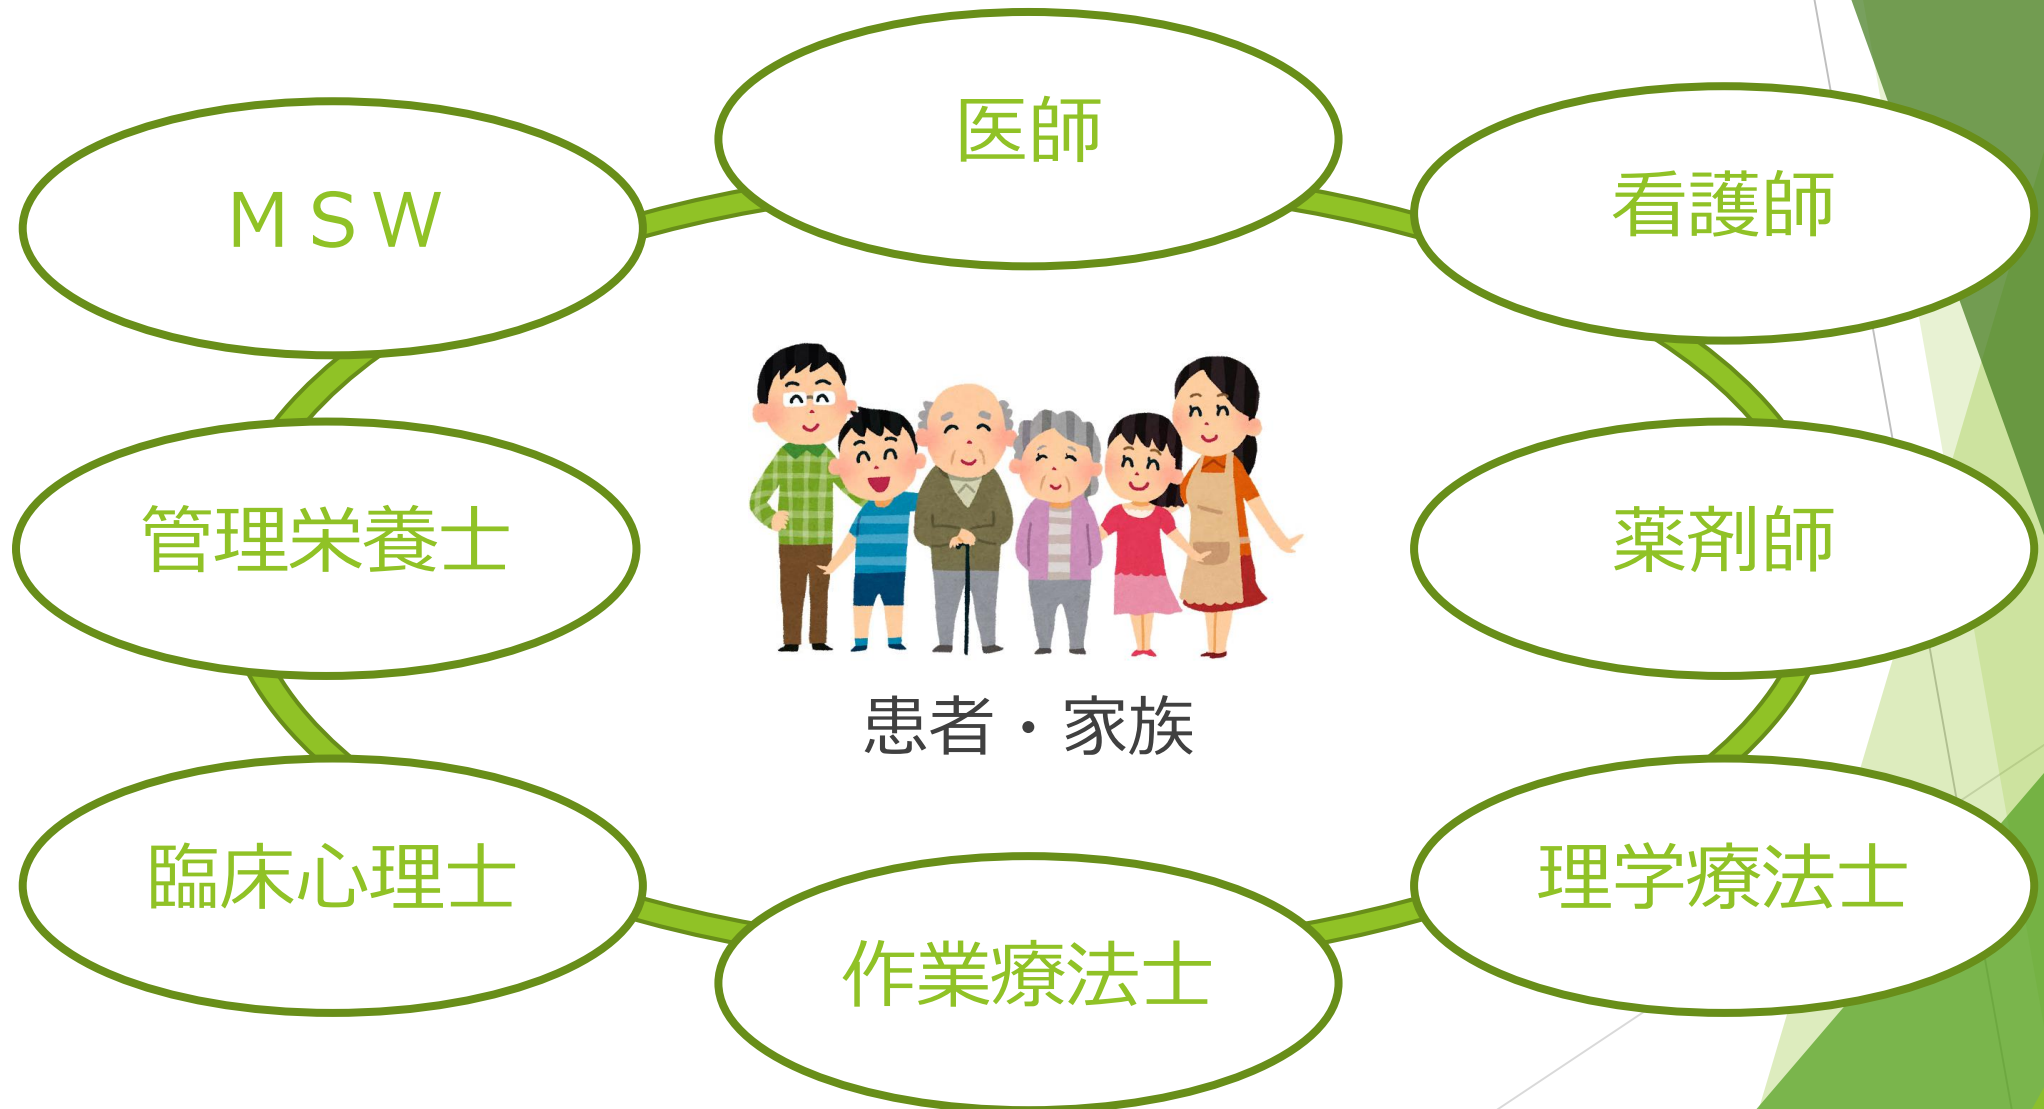 医師
ＭＳＷ
看護師
管理栄養士
薬剤師
患者・家族
臨床心理士
理学療法士
作業療法士